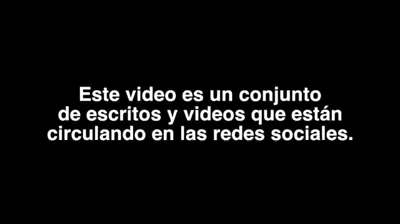 Este video es un conjunto
de escritos y videos que están
circulando en las redes sociales.